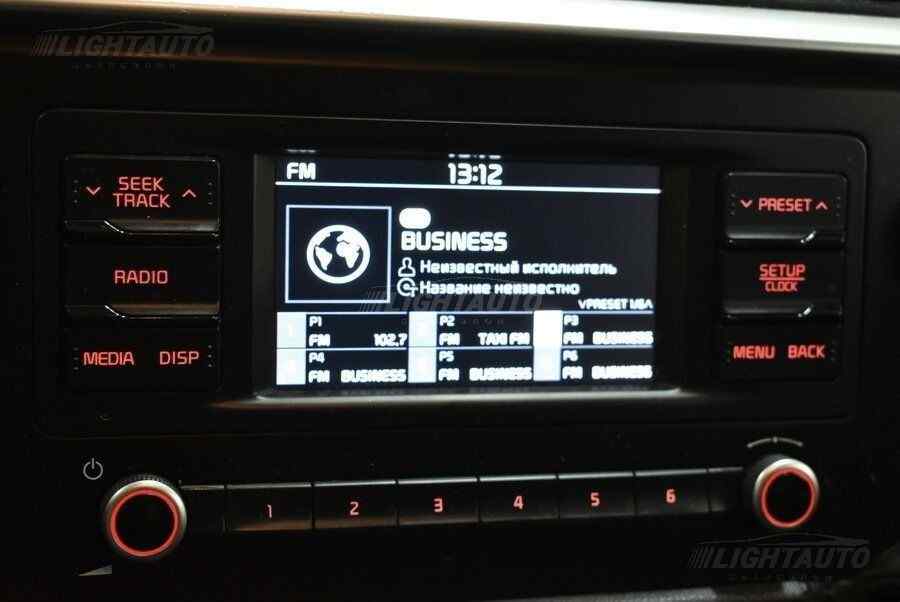 LIGHTAUTO
FM
13:12
SEEK
TRACK
RADIO
MEDIA DISP
BUSINESS
Неизвестный исполнитель
Название неизвестно
LIGHTAUTO
PRESET 1/6
P1
FM 102,7
P2
FM TAXI FM
P3
FM BUSINESS
P4
FM BUSINESS
P5
FM BUSINESS
P6
FM BUSINESS
PRESET
SETUP
CLOCK
MENU BACK
1 2 3 4 5 6
LIGHTAUTO